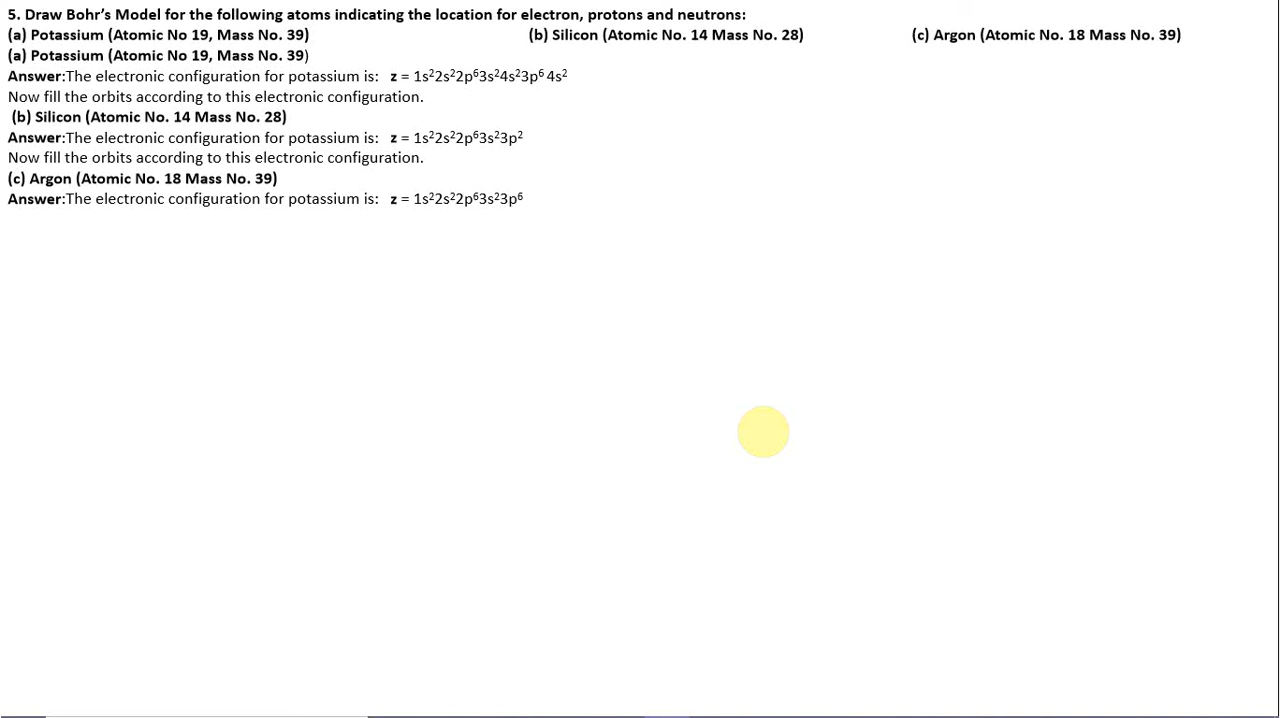 5. Draw Bohr’s Model for the following atoms indicating the location for electron, protons and neutrons:
(a) Potassium (Atomic No 19, Mass No. 39) (b) Silicon (Atomic No. 14 Mass No. 28) (c) Argon (Atomic No. 18 Mass No. 39)
(a) Potassium (Atomic No 19, Mass No. 39)
Answer:The electronic configuration for potassium is: z = 1s²2s²2p⁶3s²4s²3p⁶ 4s²
Now fill the orbits according to this electronic configuration.
(b) Silicon (Atomic No. 14 Mass No. 28)
Answer:The electronic configuration for potassium is: z = 1s²2s²2p⁶3s²3p²
Now fill the orbits according to this electronic configuration.
(c) Argon (Atomic No. 18 Mass No. 39)
Answer:The electronic configuration for potassium is: z = 1s²2s²2p⁶3s²3p⁶